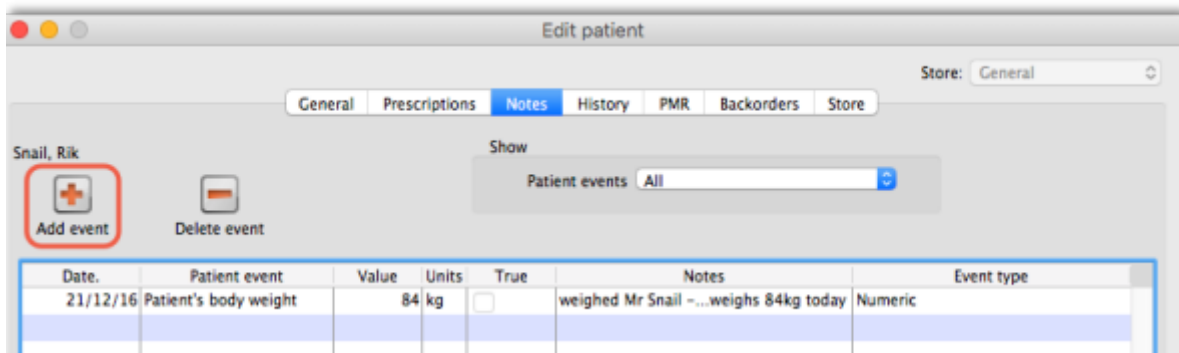 Edit patient
Store: General
General Prescriptions Notes History PMR Backorders Store
Snail, Rik
Show
Patient events All
Add event Delete event
Date. Patient event Value Units True Notes Event type
21/12/16 Patient's body weight 84 kg weighed Mr Snail –...weighs 84kg today Numeric